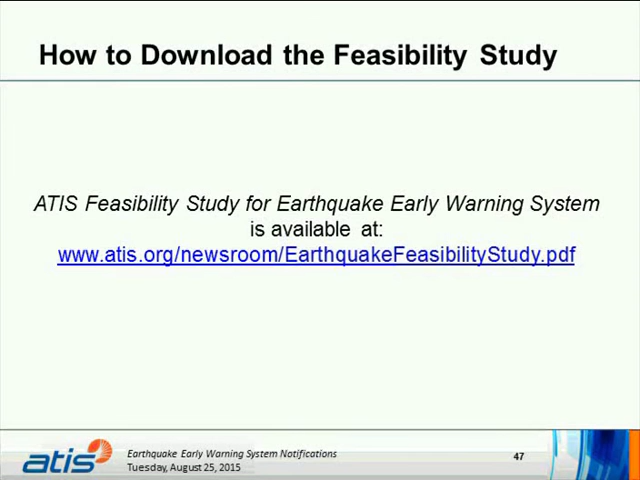 How to Download the Feasibility Study
ATIS Feasibility Study for Earthquake Early Warning System
is available at:
www.atis.org/newsroom/EarthquakeFeasibilityStudy.pdf
atis
Earthquake Early Warning System Notifications
Tuesday, August 25, 2015
47